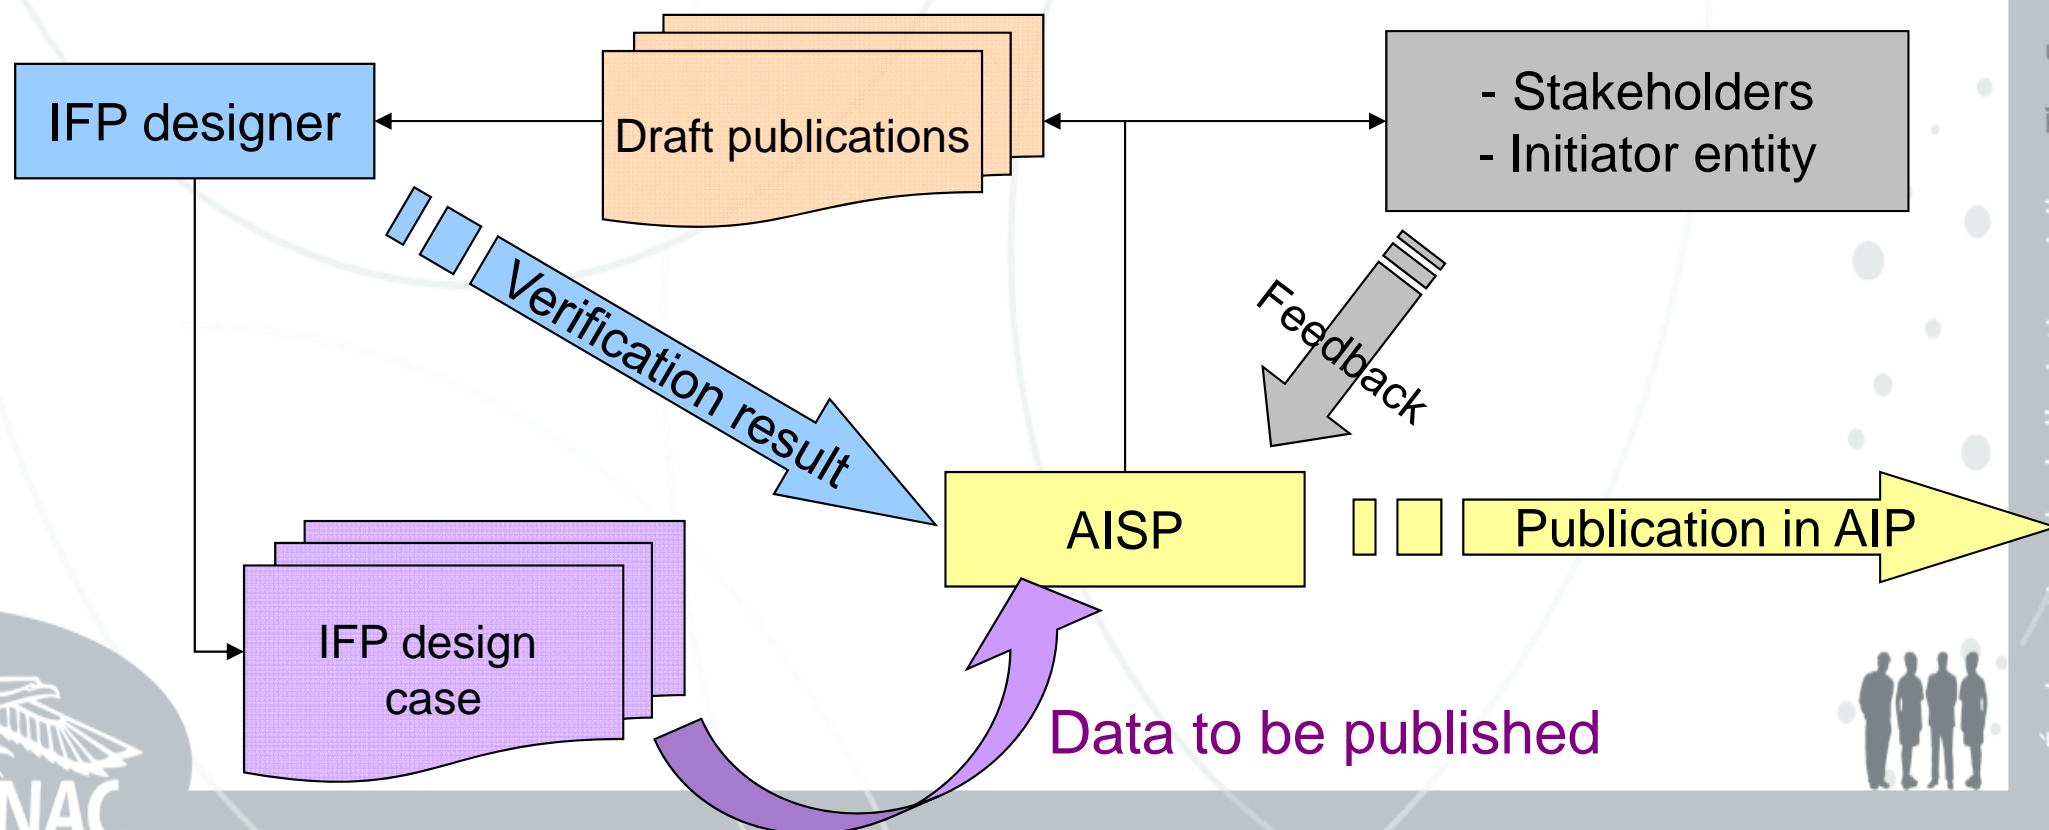 IFP designer
Draft publications
- Stakeholders
- Initiator entity
Verification result
Feedback
AISP
Publication in AIP
IFP design
case
Data to be published
NAC